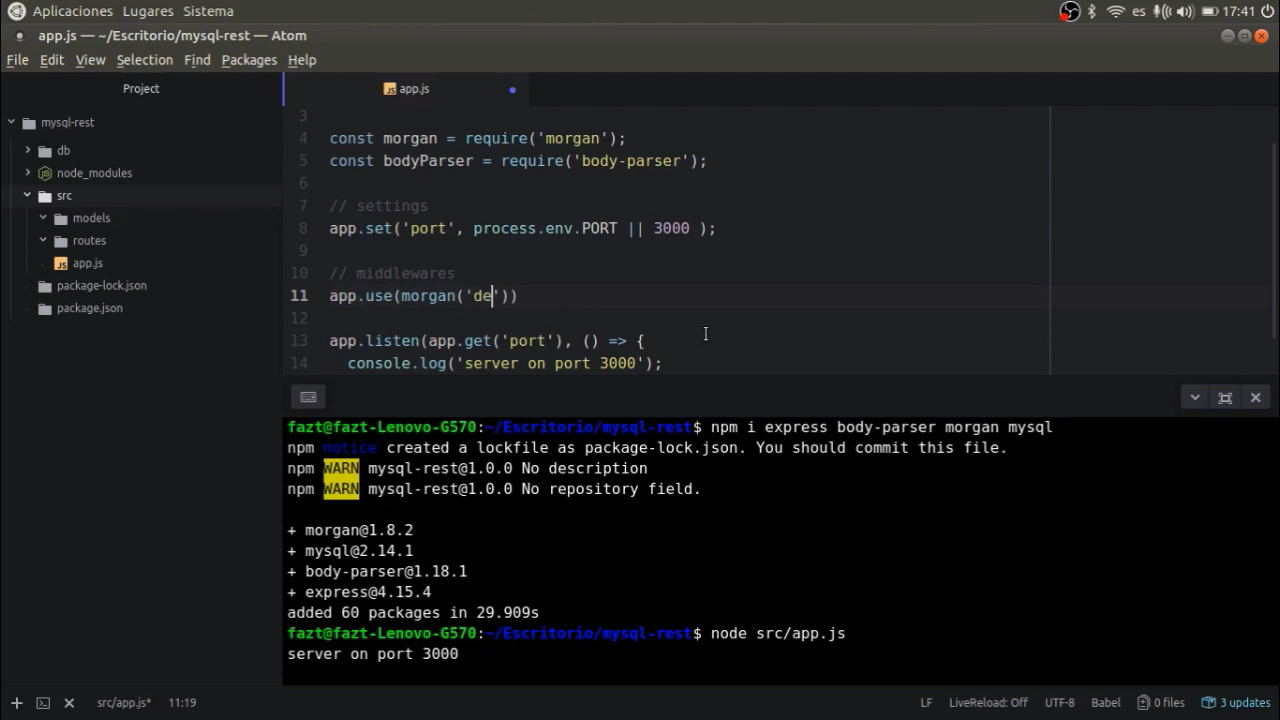 Aplicaciones Lugares Sistema es 17:41
app.js — ~/Escritorio/mysql-rest — Atom
File Edit View Selection Find Packages Help
Project
app.js
mysql-rest
db
node_modules
src
models
routes
app.js
package-lock.json
package.json
3
4 const morgan = require('morgan');
5 const bodyParser = require('body-parser');
6
7 // settings
8 app.set('port', process.env.PORT || 3000 );
9
10 // middlewares
11 app.use(morgan('de'))
12
13 app.listen(app.get('port'), () => {
14 console.log('server on port 3000');
fazt@fazt-Lenovo-G570:~/Escritorio/mysql-rest$ npm i express body-parser morgan mysql
npm notice created a lockfile as package-lock.json. You should commit this file.
npm WARN mysql-rest@1.0.0 No description
npm WARN mysql-rest@1.0.0 No repository field.
+ morgan@1.8.2
+ mysql@2.14.1
+ body-parser@1.18.1
+ express@4.15.4
added 60 packages in 29.909s
fazt@fazt-Lenovo-G570:~/Escritorio/mysql-rest$ node src/app.js
server on port 3000
src/app.js* 11:19 LF LiveReload: Off UTF-8 Babel 0 files 3 updates